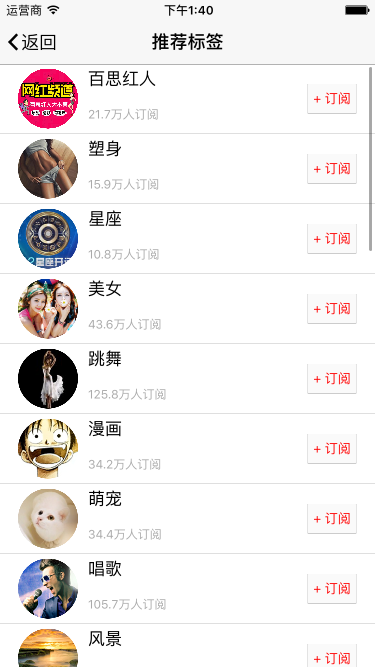 运营商
下午1:40
返回
推荐标签
网红频道
百思红人
21.7万人订阅
+ 订阅
塑身
15.9万人订阅
+ 订阅
星座
10.8万人订阅
+ 订阅
美女
43.6万人订阅
+ 订阅
跳舞
125.8万人订阅
+ 订阅
漫画
34.2万人订阅
+ 订阅
萌宠
34.4万人订阅
+ 订阅
唱歌
105.7万人订阅
+ 订阅
风景
+ 订阅